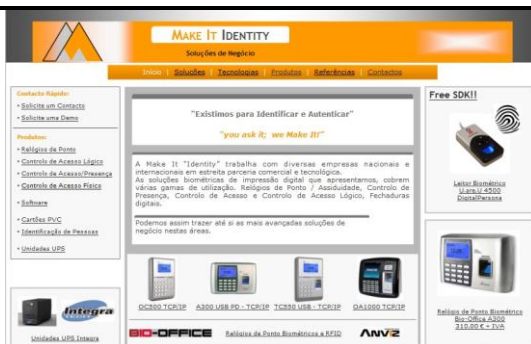 MAKE IT IDENTITY
Soluções de Negócio
Início | Soluções | Tecnologias | Produtos | Referências | Contactos
Contacto Rápido:
• Solicite um Contacto
• Solicite uma Demo
Produtos:
• Relógios de Ponto
• Controlo de Acesso Lógico
• Controlo de Acesso/Presença
• Controlo de Acesso Físico
• Software
• Cartões PVC
• Identificação de Pessoas
• Unidades UPS
Integra
Unidades UPS Integra
"Existimos para Identificar e Autenticar"
"you ask it; we Make It!"
A Make It "Identity" trabalha com diversas empresas nacionais e
internacionais em estreita parceria comercial e tecnológica.
As soluções biométricas de impressão digital que apresentamos, cobrem
várias gamas de utilização. Relógios de Ponto / Assiduidade, Controlo de
Presença, Controlo de Acesso e Controlo de Acesso Lógico, Fechaduras
digitais.
Podemos assim trazer até si as mais avançadas soluções de
negócio nestas áreas.
OC500 TCP/IP
A300 USB PD - TCP/IP
TC550 USB - TCP/IP
OA1000 TCP/IP
BIO-OFFICE
Relógios de Ponto Biométricos a RFID
ANVIZ
Free SDK!!
Leitor Biométrico
U.are.U 4500
DigitalPersona
Relógio de Ponto Biométrico
Bio-Office A300
310.00 € + IVA